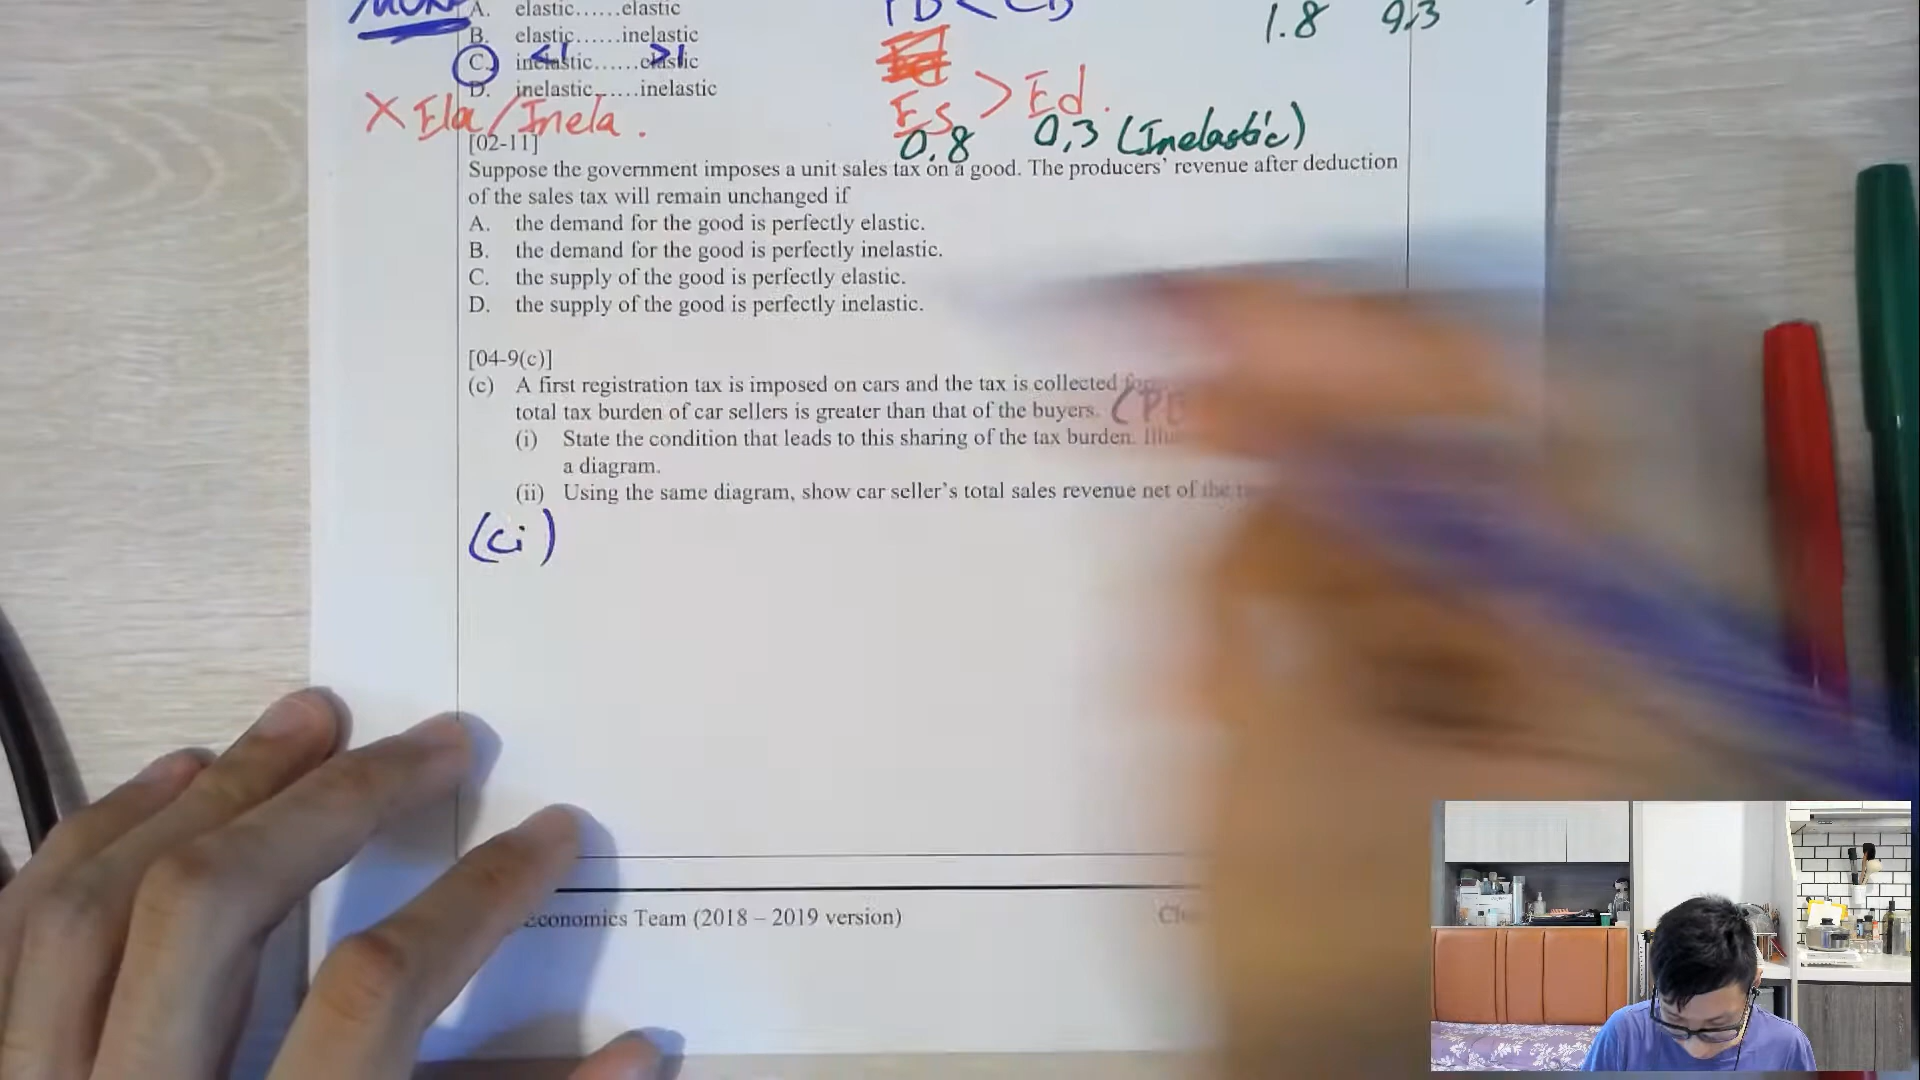 A. elastic......elastic
PB < CB
1.8 0.3
B. elastic......inelastic
C. inelastic......elastic
<1 >1
D. inelastic......inelastic
Es > Ed.
X Ela/Inela.
0.8 0.3 (Inelastic)
[02-11]
Suppose the government imposes a unit sales tax on a good. The producers' revenue after deduction
of the sales tax will remain unchanged if
A. the demand for the good is perfectly elastic.
B. the demand for the good is perfectly inelastic.
C. the supply of the good is perfectly elastic.
D. the supply of the good is perfectly inelastic.
[04-9(c)]
(c) A first registration tax is imposed on cars and the tax is collected
total tax burden of car sellers is greater than that of the buyers. (P
(i) State the condition that leads to this sharing of the tax burden.
a diagram.
(ii) Using the same diagram, show car seller's total sales revenue net of the
(ci)
Economics Team (2018 – 2019 version)